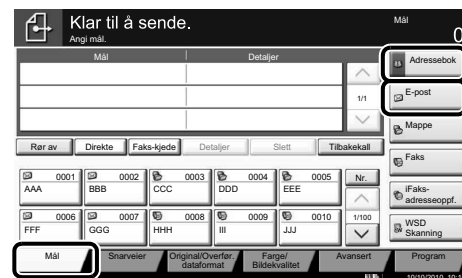 Klar til å sende.
Angi mål.
Mål
0
Mål
Detaljer
1/1
Rør av
Direkte
Faks-kjede
Detaljer
Slett
Tilbakekall
0001
AAA
0002
BBB
0003
CCC
0004
DDD
0005
EEE
Nr.
0006
FFF
0007
GGG
0008
HHH
0009
III
0010
JJJ
1/100
Adressebok
E-post
Mappe
Faks
iFaks-
adresseoppf.
WSD
Skanning
Mål
Snarveier
Original/Overfør.
dataformat
Farge/
Bildekvalitet
Avansert
Program